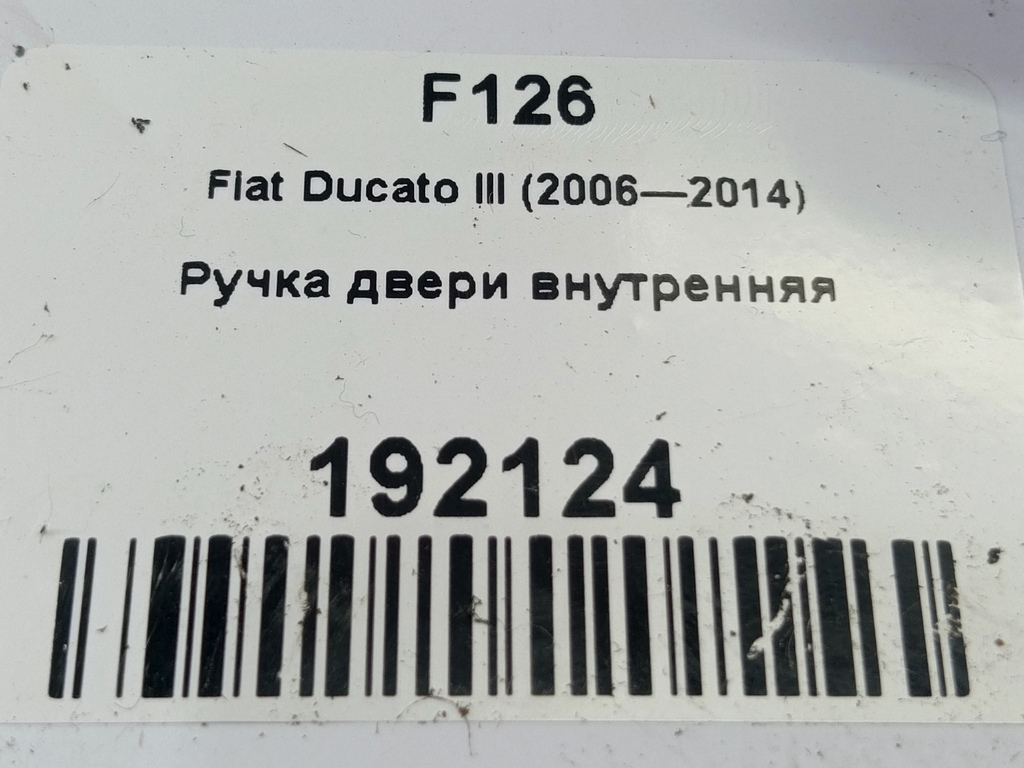 F126
Fiat Ducato III (2006—2014)
Ручка двери внутренняя
192124